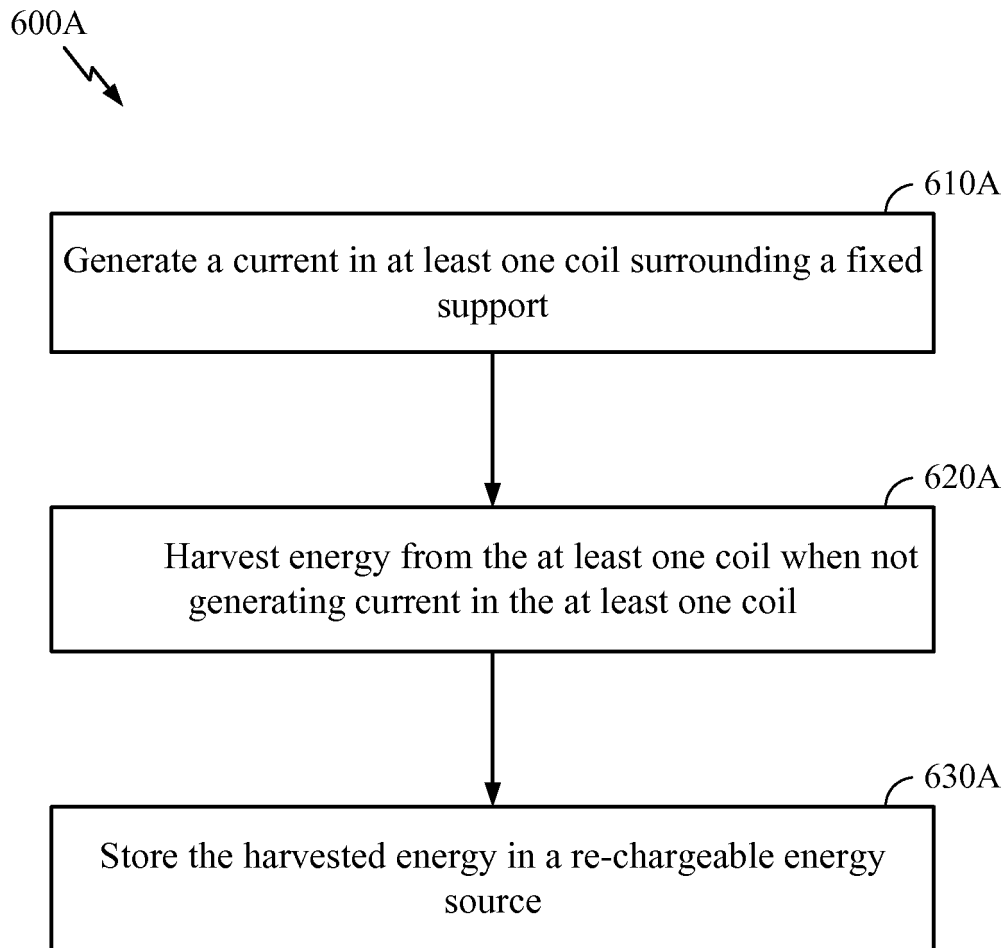 600A
610A
Generate a current in at least one coil surrounding a fixed
support
620A
Harvest energy from the at least one coil when not
generating current in the at least one coil
630A
Store the harvested energy in a re-chargeable energy
source